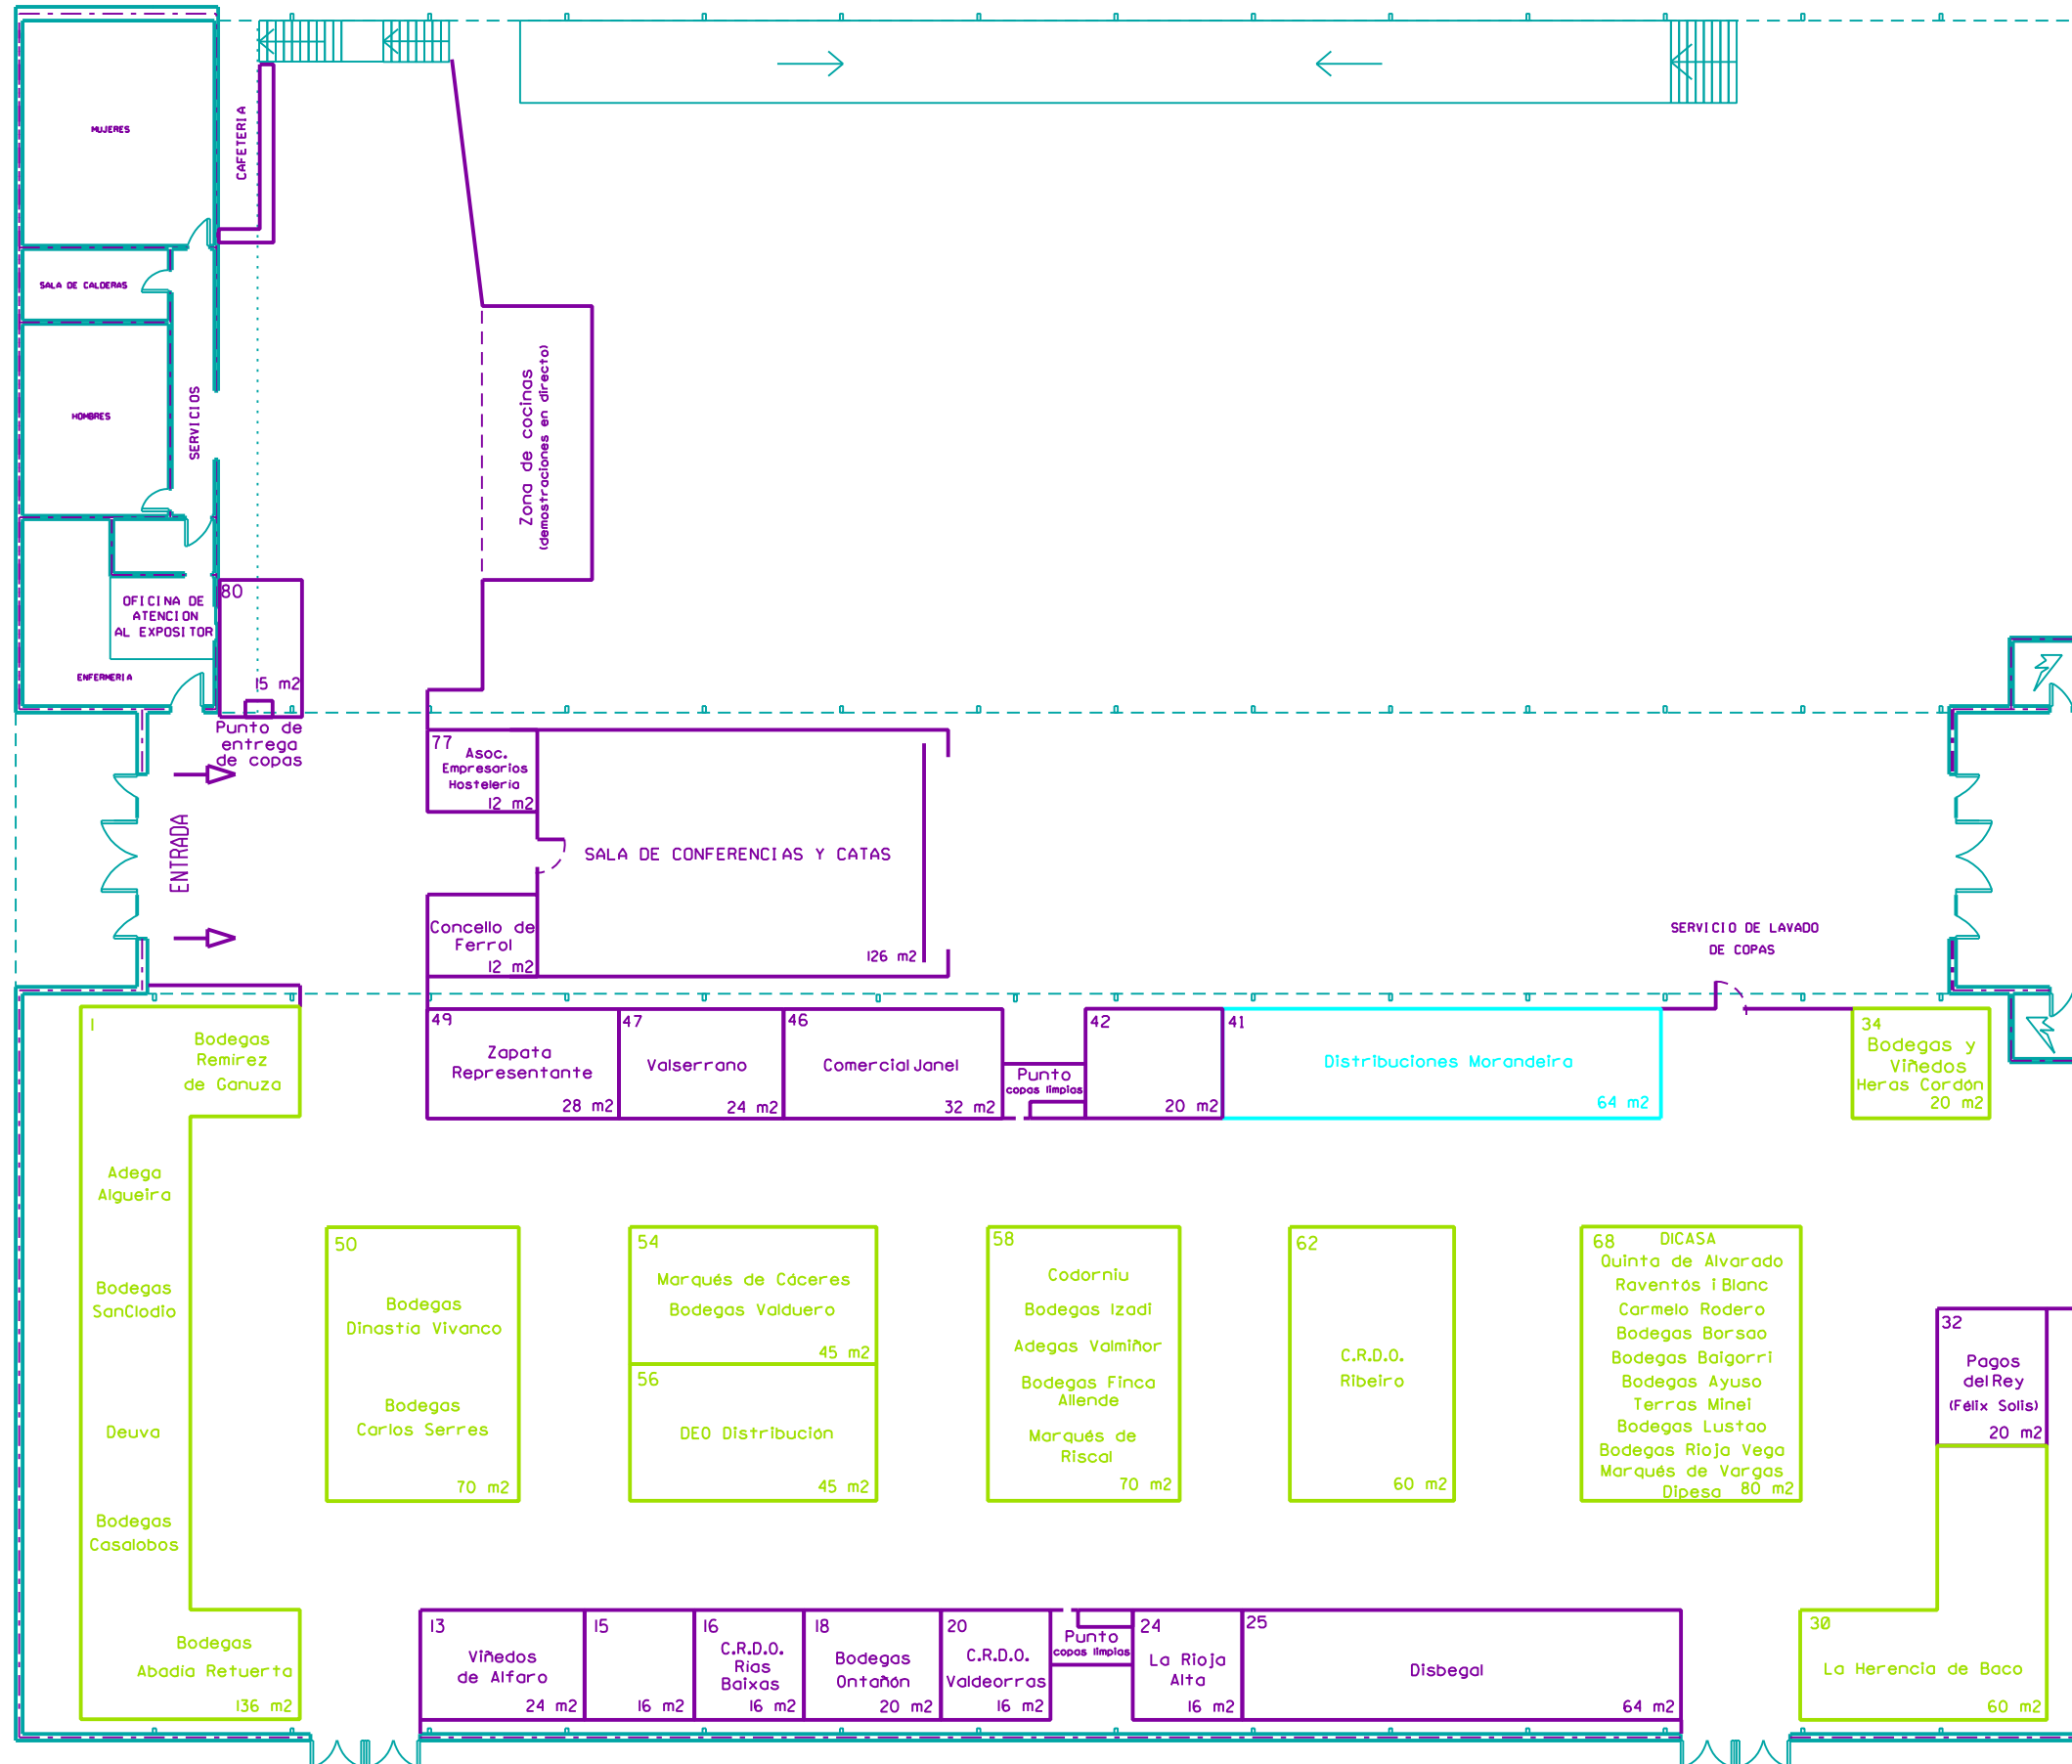 MUJERES
CAFETERIA
SALA DE CALDERAS
HOMBRES
SERVICIOS
Zona de cocinas
(demostraciones en directo)
80
OFICINA DE
ATENCION
AL EXPOSITOR
ENFERMERIA
15 m2
Punto de
entrega
de copas
ENTRADA
77
Asoc.
Empresarios
Hostelería
12 m2
SALA DE CONFERENCIAS Y CATAS
126 m2
Concello de
Ferrol
12 m2
SERVICIO DE LAVADO
DE COPAS
1
Bodegas
Remírez
de Ganuza
Adega
Algueira
Bodegas
SanClodio
Deuva
Bodegas
Casalobos
Bodegas
Abadía Retuerta
136 m2
49
Zapata
Representante
28 m2
47
Valserrano
24 m2
46
Comercial Janel
32 m2
Punto
copas limpias
42
20 m2
41
Distribuciones Morandeira
64 m2
34
Bodegas y
Viñedos
Heras Cordón
20 m2
50
Bodegas
Dinastía Vivanco
Bodegas
Carlos Serres
70 m2
54
Marqués de Cáceres
Bodegas Valduero
45 m2
56
DEO Distribución
45 m2
58
Codorniu
Bodegas Izadi
Adegas Valmiñor
Bodegas Finca
Allende
Marqués de
Riscal
70 m2
62
C.R.D.O.
Ribeiro
60 m2
68
DICASA
Quinta de Alvarado
Raventós i Blanc
Carmelo Rodero
Bodegas Borsao
Bodegas Baigorri
Bodegas Ayuso
Terras Minei
Bodegas Lustao
Bodegas Rioja Vega
Marqués de Vargas
Dipesa
80 m2
32
Pagos
del Rey
(Félix Solís)
20 m2
13
Viñedos
de Alfaro
24 m2
15
16 m2
16
C.R.D.O.
Rías
Baixas
16 m2
18
Bodegas
Ontañón
20 m2
20
C.R.D.O.
Valdeorras
16 m2
Punto
copas limpias
24
La Rioja
Alta
16 m2
25
Disbegal
64 m2
30
La Herencia de Baco
60 m2